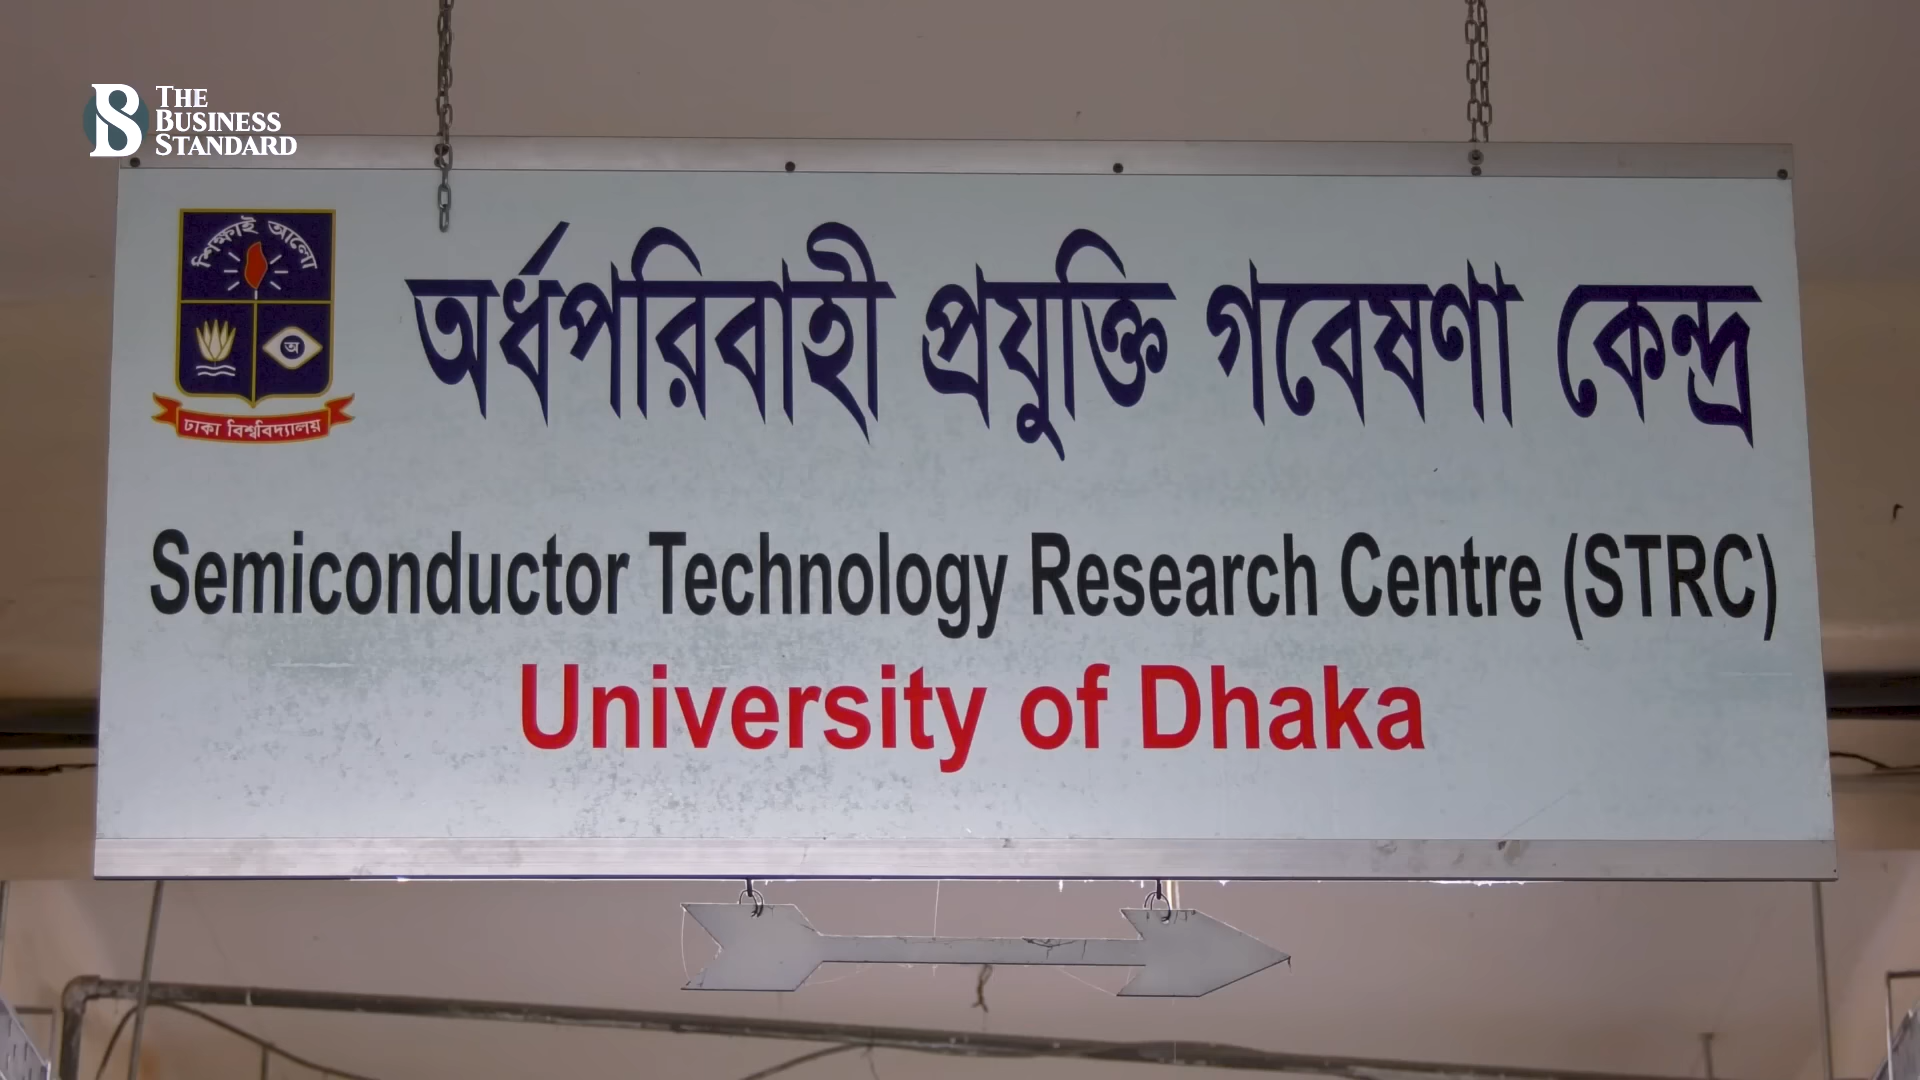 THE
BUSINESS
STANDARD
শিক্ষাই আলো
অ
ঢাকা বিশ্ববিদ্যালয়
অর্ধপরিবাহী প্রযুক্তি গবেষণা কেন্দ্র
Semiconductor Technology Research Centre (STRC)
University of Dhaka